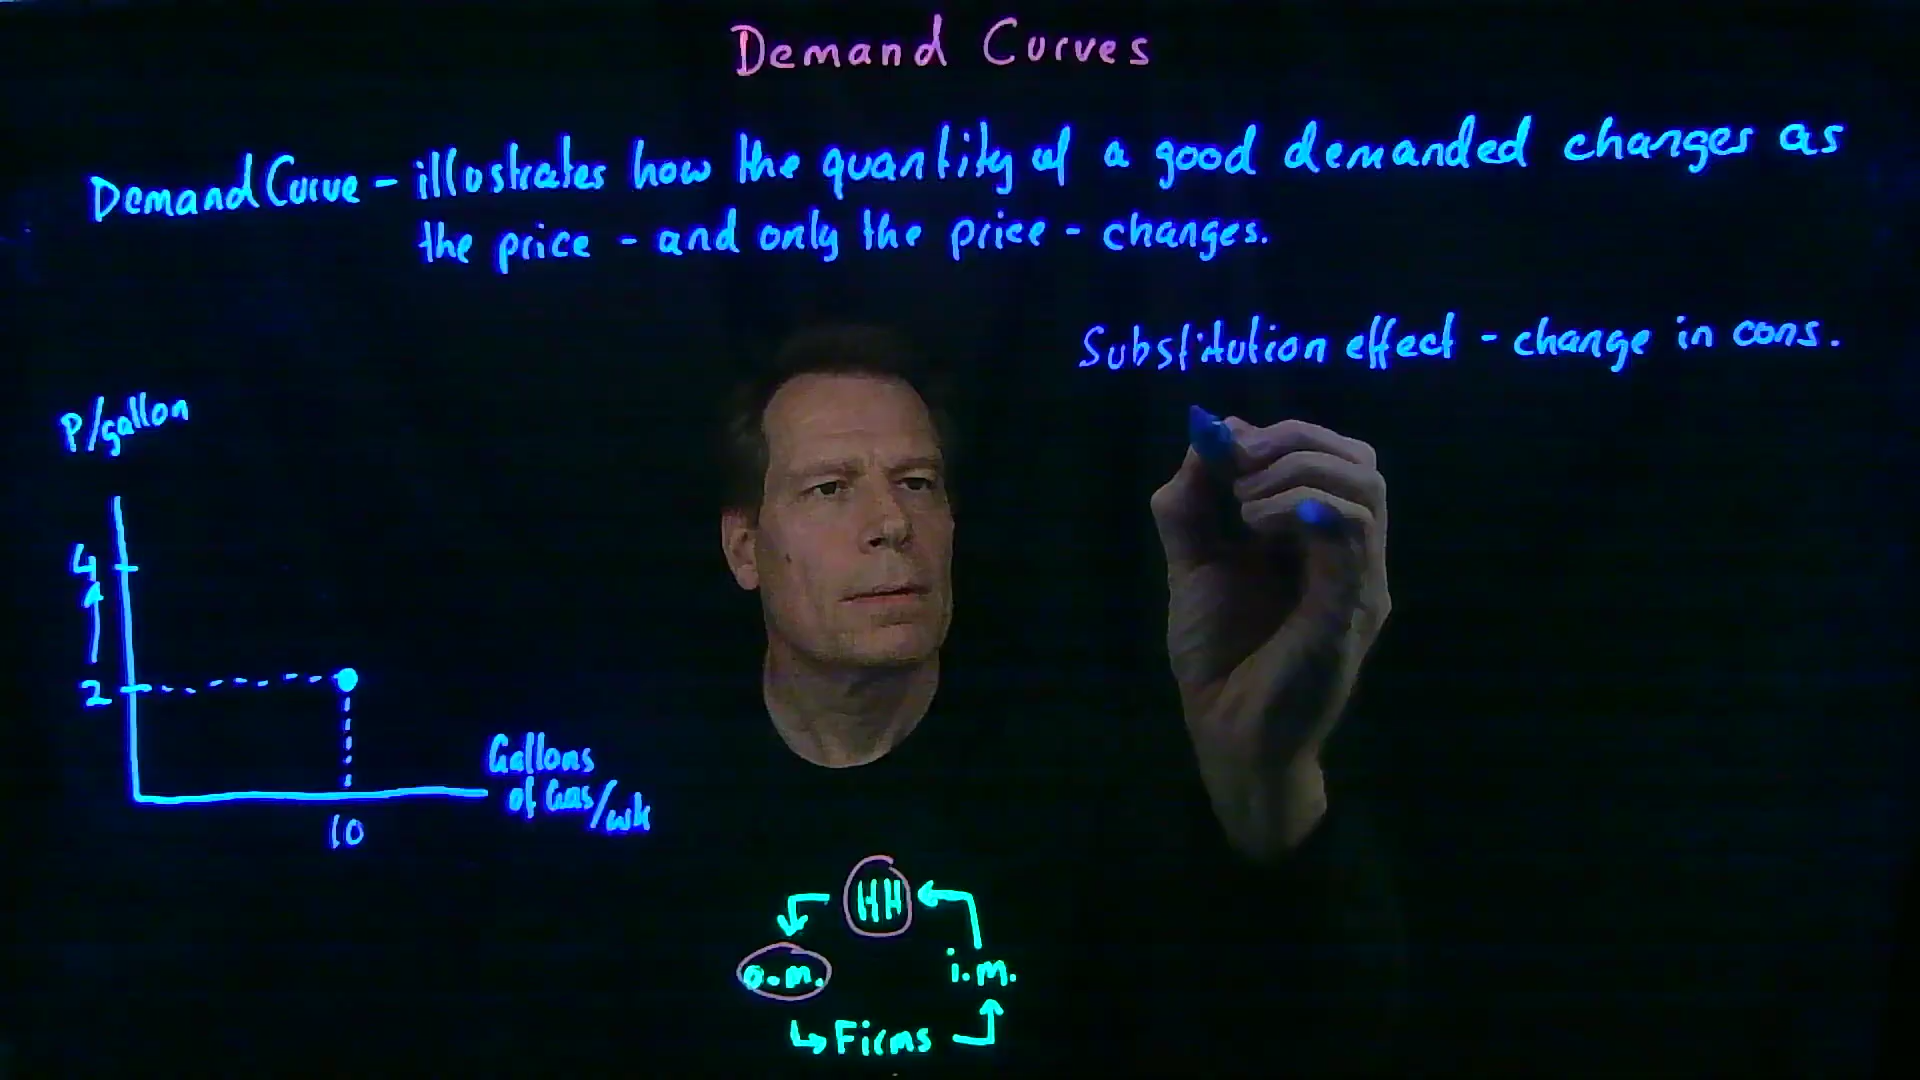 Demand Curves
Demand Curve - illustrates how the quantity of a good demanded changes as
the price - and only the price - changes.
Substitution effect - change in cons.
P/gallon
4
2
10
Gallons
of Gas/wk
HH
o.m.
i.m.
Firms